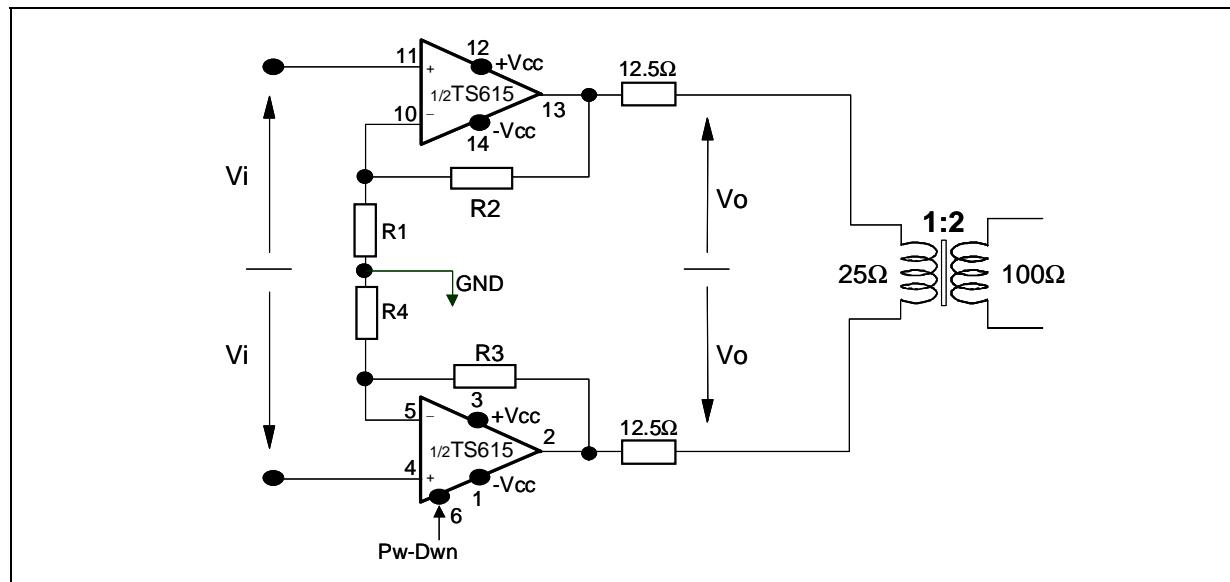 12
11
+
+Vcc
1/2TS615
10
−
-Vcc
14
13
12.5Ω
Vi
R2
R1
Vo
1:2
GND
25Ω
100Ω
R4
Vi
R3
Vo
3
5
−
+Vcc
1/2TS615
2
12.5Ω
4
+
-Vcc
1
6
Pw-Dwn